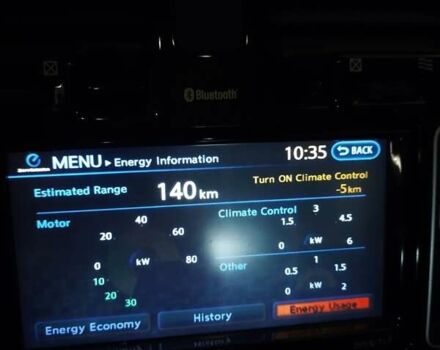 Bluetooth
MENU ▸ Energy Information 10:35 BACK
Estimated Range 140 km Turn ON Climate Control
-5 km
Motor 40 Climate Control 3
20 60 1.5 4.5
0 kW 80 0 kW 6
10 Other 1
20 30 0.5 1.5
0 kW 2
Energy Economy History Energy Usage